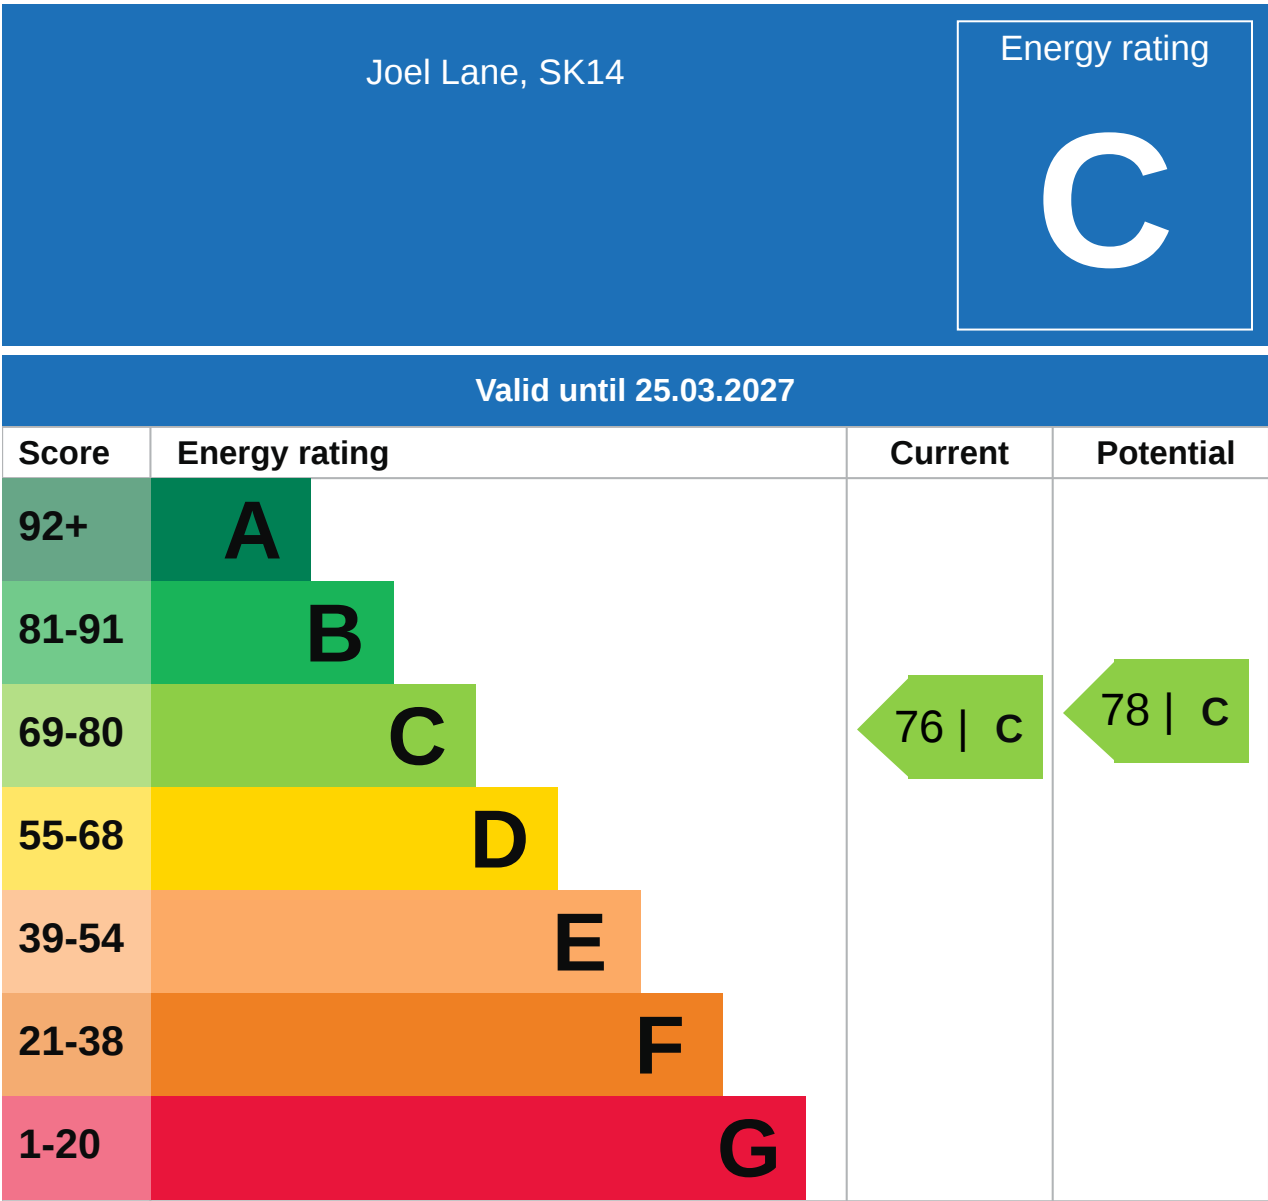 Joel Lane, SK14
Energy rating
C
Valid until 25.03.2027
Score Energy rating Current Potential
92+ A
81-91 B
69-80 C 76 | C 78 | C
55-68 D
39-54 E
21-38 F
1-20 G